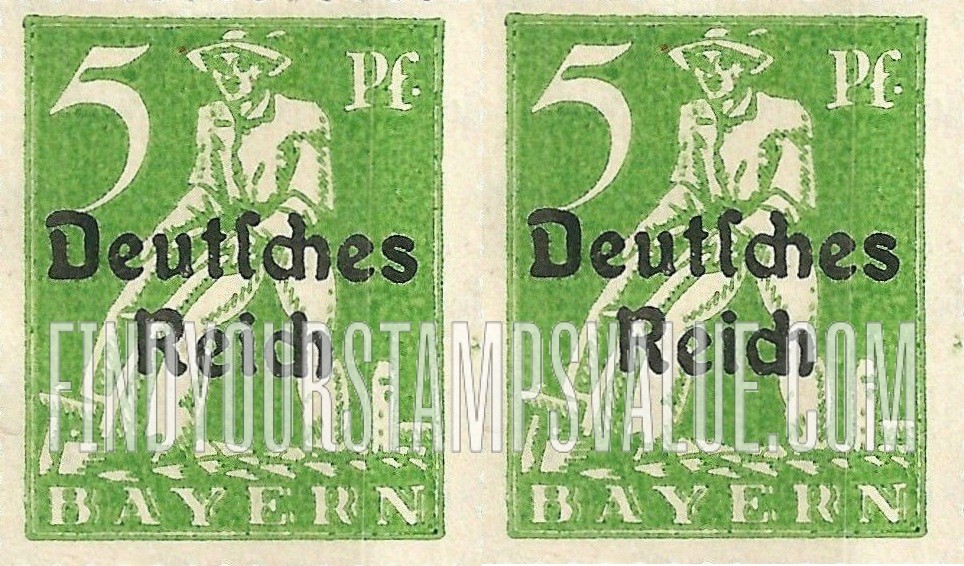 5 Pf. 5 Pf.
Deutſches Deutſches
Reich Reich
FINDYOURSTAMPSVALUE.COM
BAYERN BAYERN